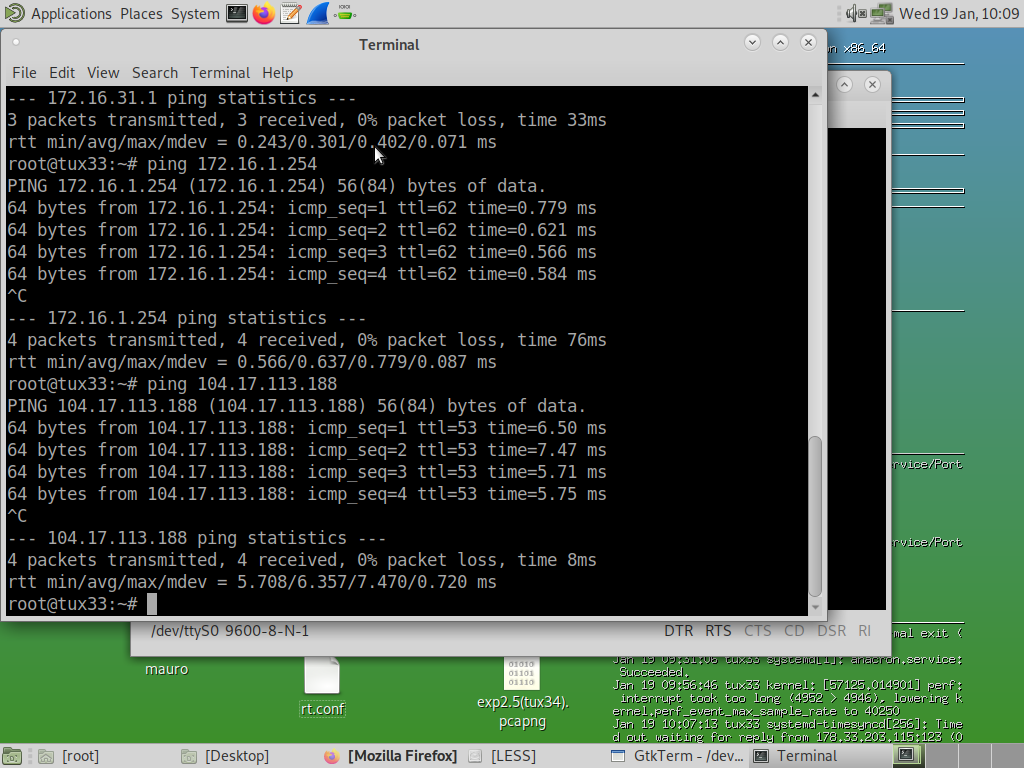 Applications Places System Wed 19 Jan, 10:09
n x86_64
Terminal
File Edit View Search Terminal Help
--- 172.16.31.1 ping statistics ---
3 packets transmitted, 3 received, 0% packet loss, time 33ms
rtt min/avg/max/mdev = 0.243/0.301/0.402/0.071 ms
root@tux33:~# ping 172.16.1.254
PING 172.16.1.254 (172.16.1.254) 56(84) bytes of data.
64 bytes from 172.16.1.254: icmp_seq=1 ttl=62 time=0.779 ms
64 bytes from 172.16.1.254: icmp_seq=2 ttl=62 time=0.621 ms
64 bytes from 172.16.1.254: icmp_seq=3 ttl=62 time=0.566 ms
64 bytes from 172.16.1.254: icmp_seq=4 ttl=62 time=0.584 ms
^C
--- 172.16.1.254 ping statistics ---
4 packets transmitted, 4 received, 0% packet loss, time 76ms
rtt min/avg/max/mdev = 0.566/0.637/0.779/0.087 ms
root@tux33:~# ping 104.17.113.188
PING 104.17.113.188 (104.17.113.188) 56(84) bytes of data.
64 bytes from 104.17.113.188: icmp_seq=1 ttl=53 time=6.50 ms
64 bytes from 104.17.113.188: icmp_seq=2 ttl=53 time=7.47 ms
64 bytes from 104.17.113.188: icmp_seq=3 ttl=53 time=5.71 ms
64 bytes from 104.17.113.188: icmp_seq=4 ttl=53 time=5.75 ms
^C
--- 104.17.113.188 ping statistics ---
4 packets transmitted, 4 received, 0% packet loss, time 8ms
rtt min/avg/max/mdev = 5.708/6.357/7.470/0.720 ms
root@tux33:~#
rvice/Port
rvice/Port
/dev/ttyS0 9600-8-N-1 DTR RTS CTS CD DSR RI
mal exit (
Jan 19 09:31:06 tux33 systemd[1]: anacron.service:
Succeeded.
Jan 19 09:56:46 tux33 kernel: [57125.014901] perf:
interrupt took too long (4952 > 4946), lowering k
ernel.perf_event_max_sample_rate to 40250
Jan 19 10:07:13 tux33 systemd-timesyncd[256]: Time
d out waiting for reply from 178.33.203.115:123 (0
mauro
rt.conf
01010
01110
exp2.5(tux34).
pcapng
[root] [Desktop] [Mozilla Firefox] [LESS] GtkTerm - /dev... Terminal